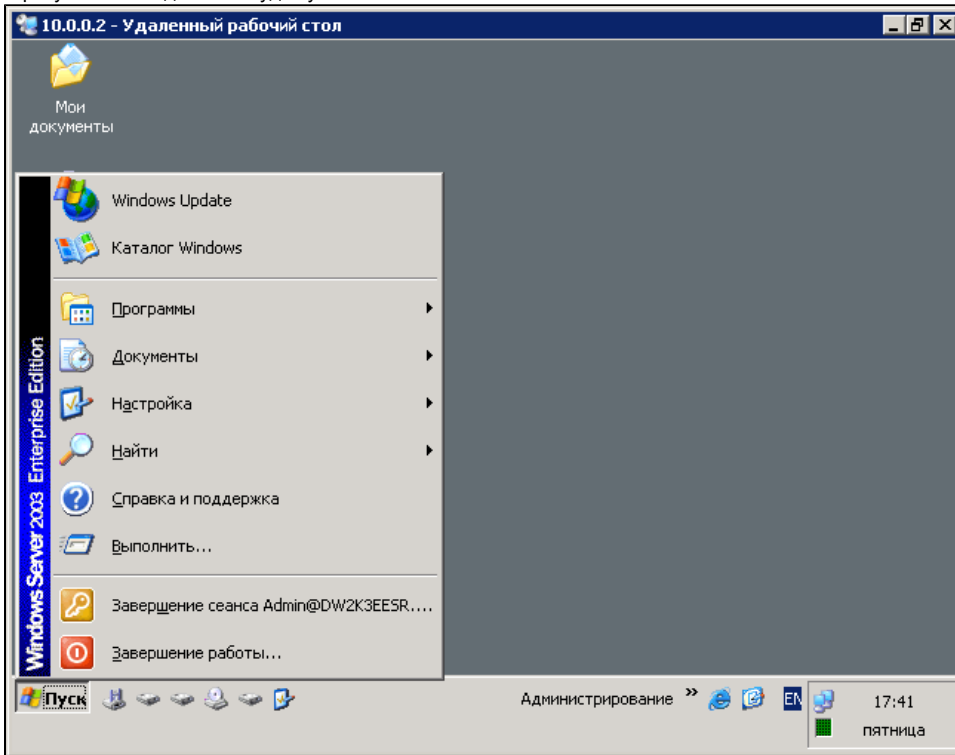 10.0.0.2 - Удаленный рабочий стол
Мои
документы
Windows Update
Каталог Windows
Программы
Документы
Настройка
Найти
Справка и поддержка
Выполнить...
Завершение сеанса Admin@DW2K3EESR....
Завершение работы...
Windows Server 2003 Enterprise Edition
Пуск
Администрирование »
EN
17:41
пятница